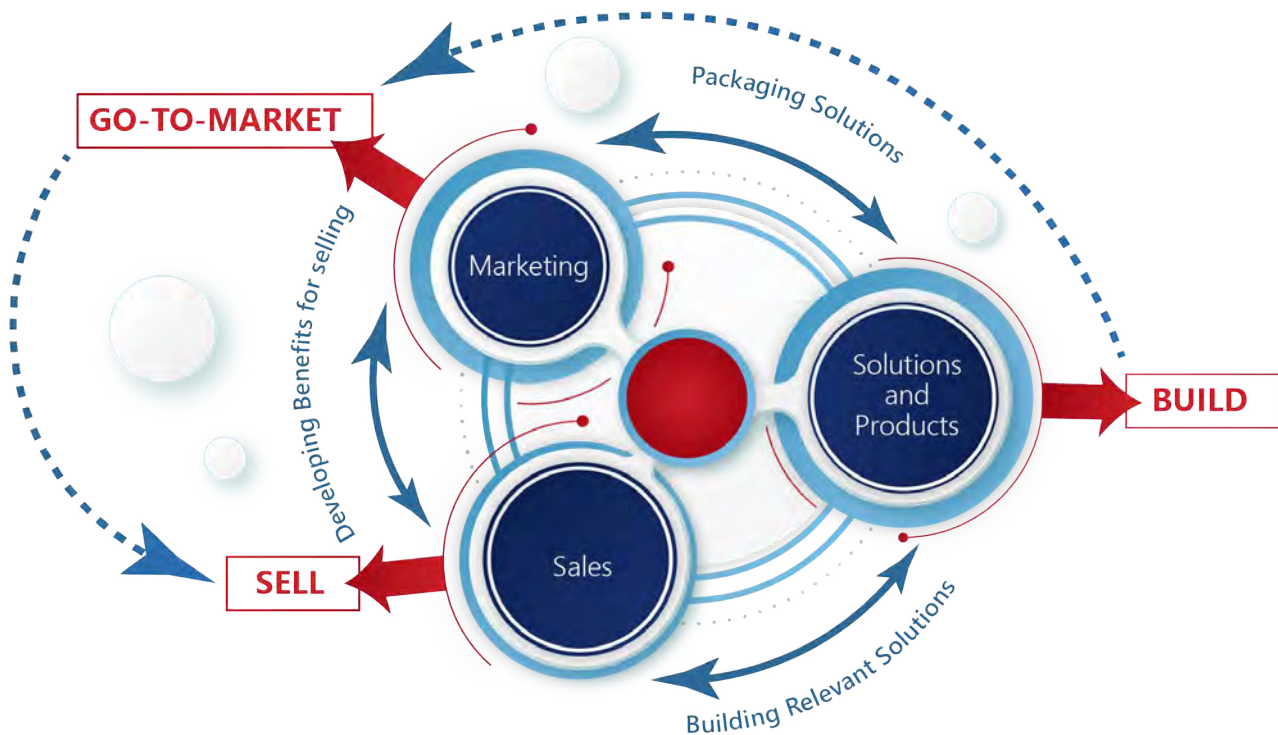 Packaging Solutions
GO-TO-MARKET
Marketing
Developing Benefits for selling
Solutions
and
Products
BUILD
Sales
SELL
Building Relevant Solutions